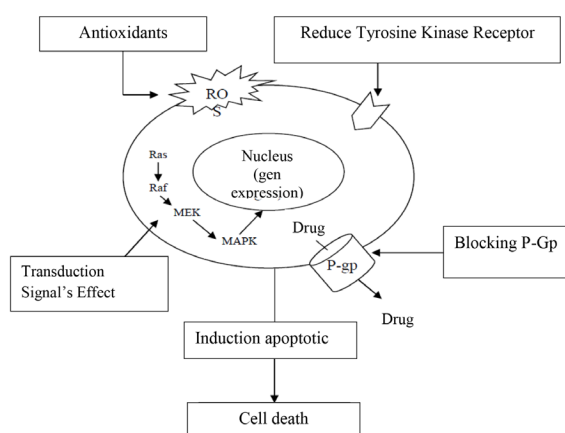 Antioxidants
Reduce Tyrosine Kinase Receptor
RO
S
Ras
Raf
MEK
MAPK
Nucleus
(gen
expression)
Drug
P-gp
Drug
Blocking P-Gp
Transduction
Signal's Effect
Induction apoptotic
Cell death